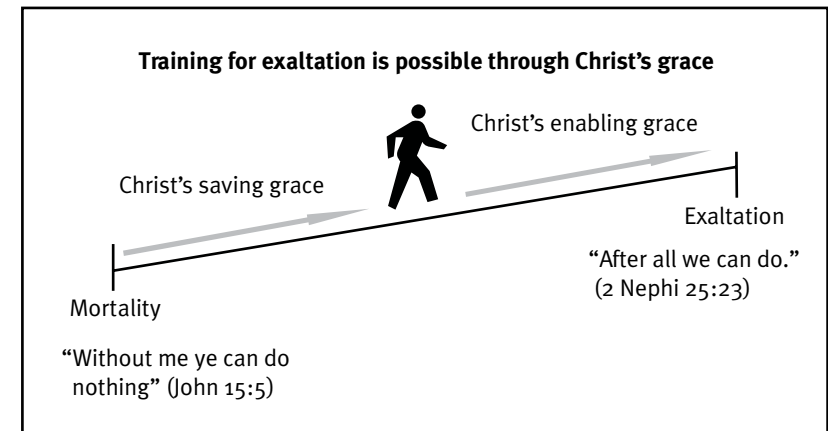 Training for exaltation is possible through Christ’s grace
Christ’s enabling grace
Christ’s saving grace
Exaltation
“After all we can do.”
(2 Nephi 25:23)
Mortality
“Without me ye can do
nothing” (John 15:5)